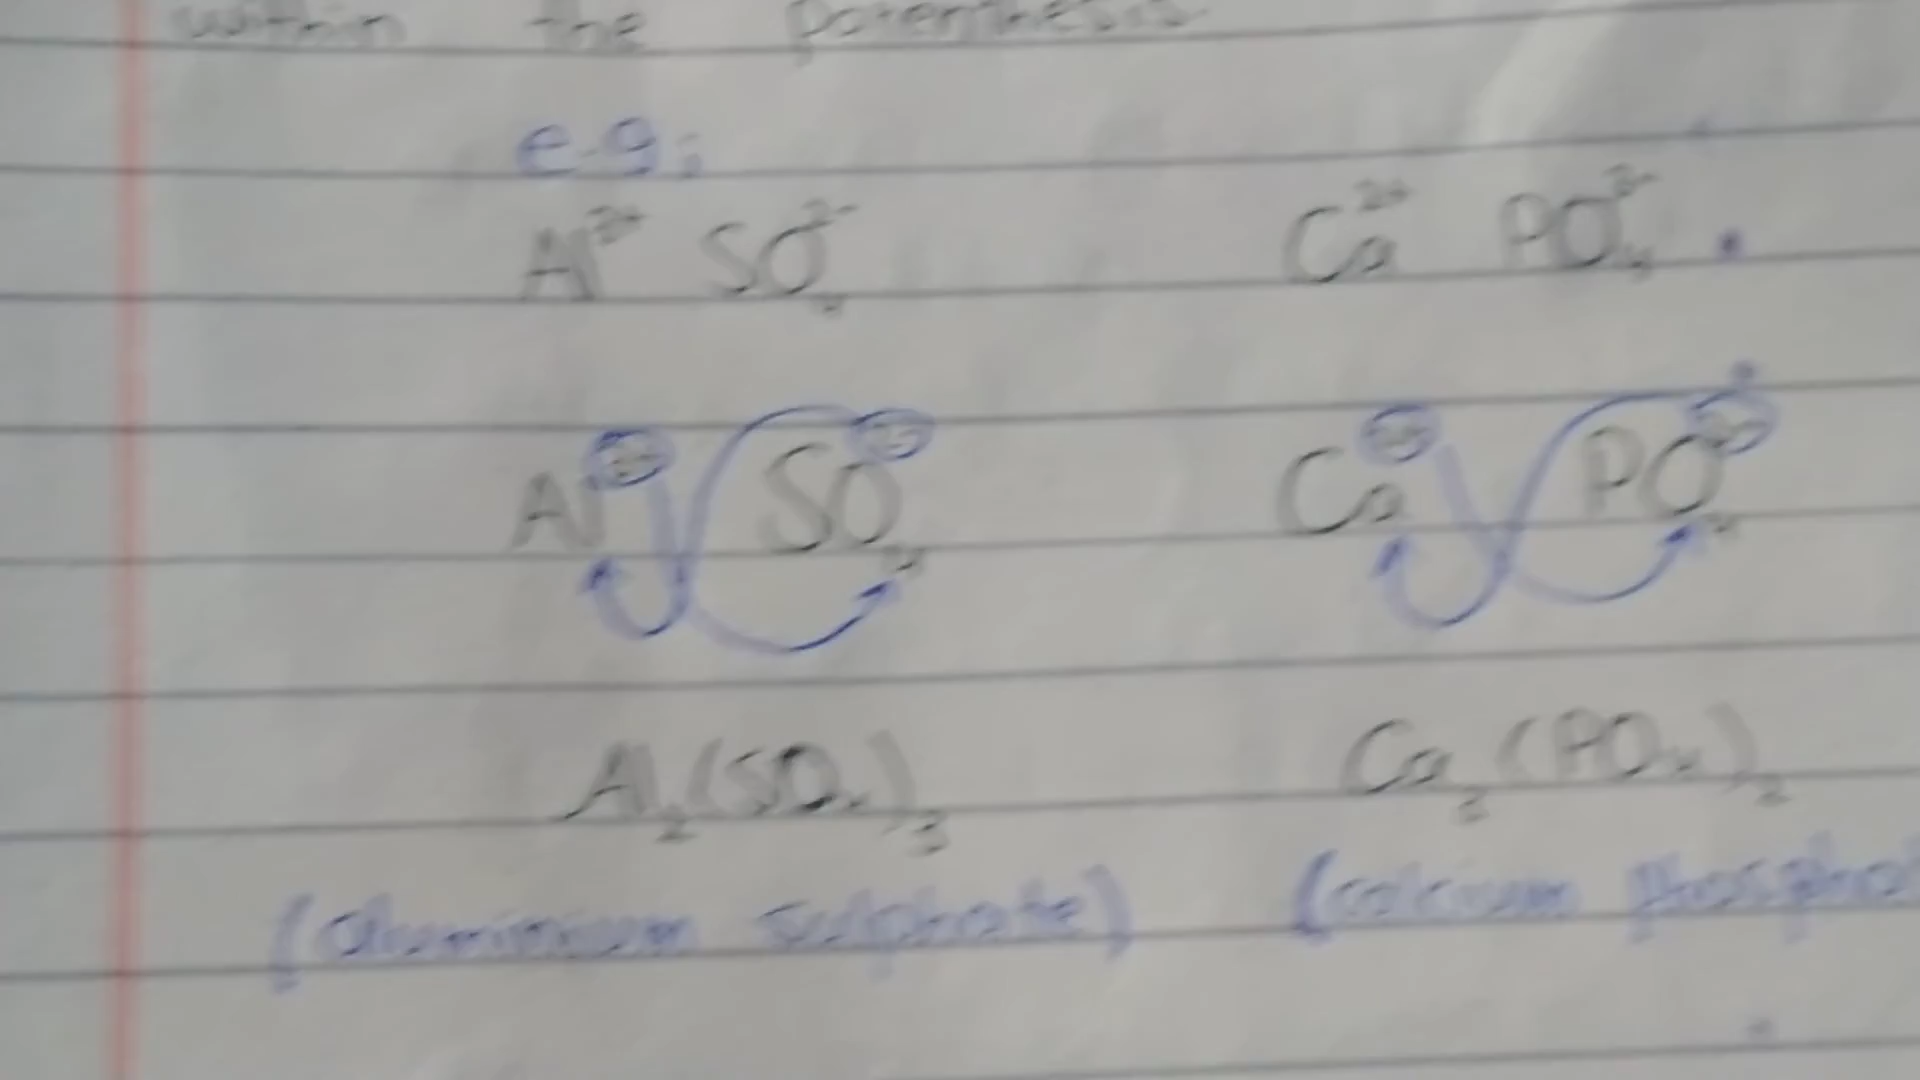 within the parenthesis.
e.g;
Al³⁺ SO₄²⁻ Ca²⁺ PO₄³⁻
Al³⁺ SO₄²⁻ Ca²⁺ PO₄³⁻
Al₂(SO₄)₃ Ca₃(PO₄)₂
(aluminium sulphate) (calcium phosphat